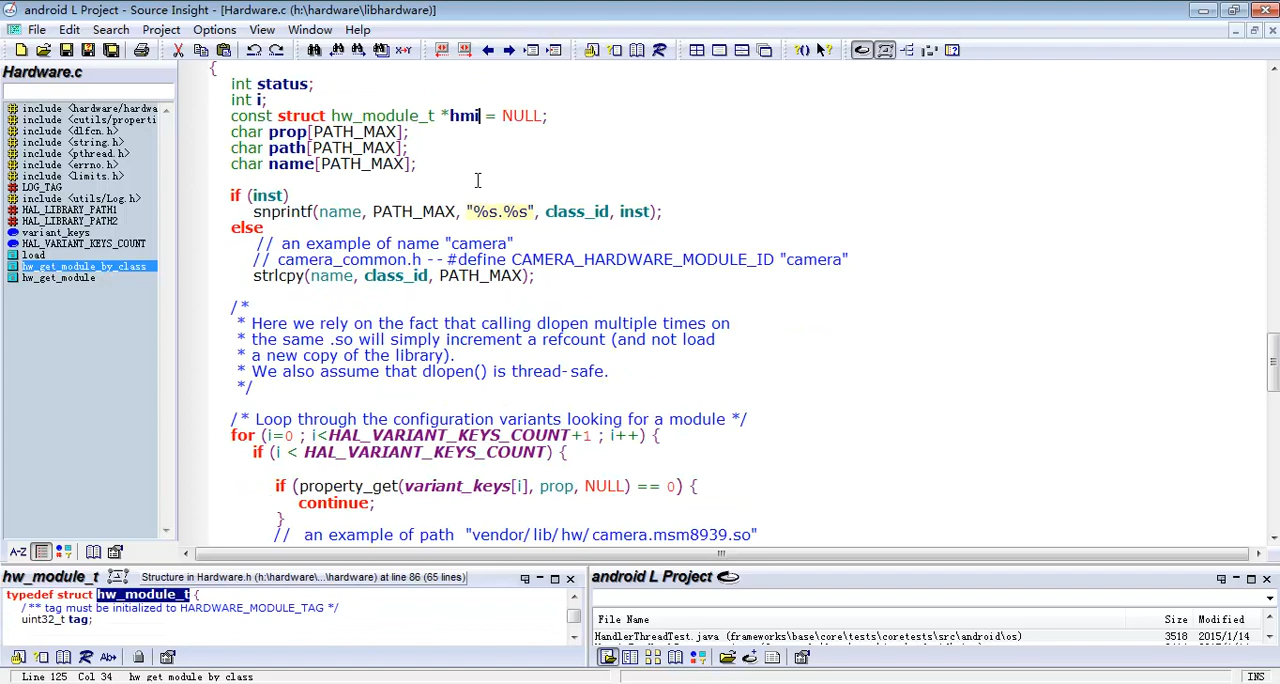 android L Project - Source Insight - [Hardware.c (h:\hardware\libhardware)]
File Edit Search Project Options View Window Help
Hardware.c
include <hardware/hardwa
include <cutils/properti
include <dlfcn.h>
include <string.h>
include <pthread.h>
include <errno.h>
include <limits.h>
LOG_TAG
include <utils/Log.h>
HAL_LIBRARY_PATH1
HAL_LIBRARY_PATH2
variant_keys
HAL_VARIANT_KEYS_COUNT
load
hw_get_module_by_class
hw_get_module
{
int status;
int i;
const struct hw_module_t *hmi = NULL;
char prop[PATH_MAX];
char path[PATH_MAX];
char name[PATH_MAX];
if (inst)
snprintf(name, PATH_MAX, "%s.%s", class_id, inst);
else
// an example of name "camera"
// camera_common.h -- #define CAMERA_HARDWARE_MODULE_ID "camera"
strlcpy(name, class_id, PATH_MAX);
/*
* Here we rely on the fact that calling dlopen multiple times on
* the same .so will simply increment a refcount (and not load
* a new copy of the library).
* We also assume that dlopen() is thread-safe.
*/
/* Loop through the configuration variants looking for a module */
for (i=0 ; i<HAL_VARIANT_KEYS_COUNT+1 ; i++) {
if (i < HAL_VARIANT_KEYS_COUNT) {
if (property_get(variant_keys[i], prop, NULL) == 0) {
continue;
}
// an example of path "vendor/lib/hw/camera.msm8939.so"
A-Z
hw_module_t Structure in Hardware.h (h:\hardware\...\hardware) at line 86 (65 lines)
typedef struct hw_module_t {
/** tag must be initialized to HARDWARE_MODULE_TAG */
uint32_t tag;
android L Project
File Name Size Modified
HandlerThreadTest.java (frameworks\base\core\tests\coretests\src\android\os) 3518 2015/1/14
Line 125 Col 34 hw_get_module_by_class INS